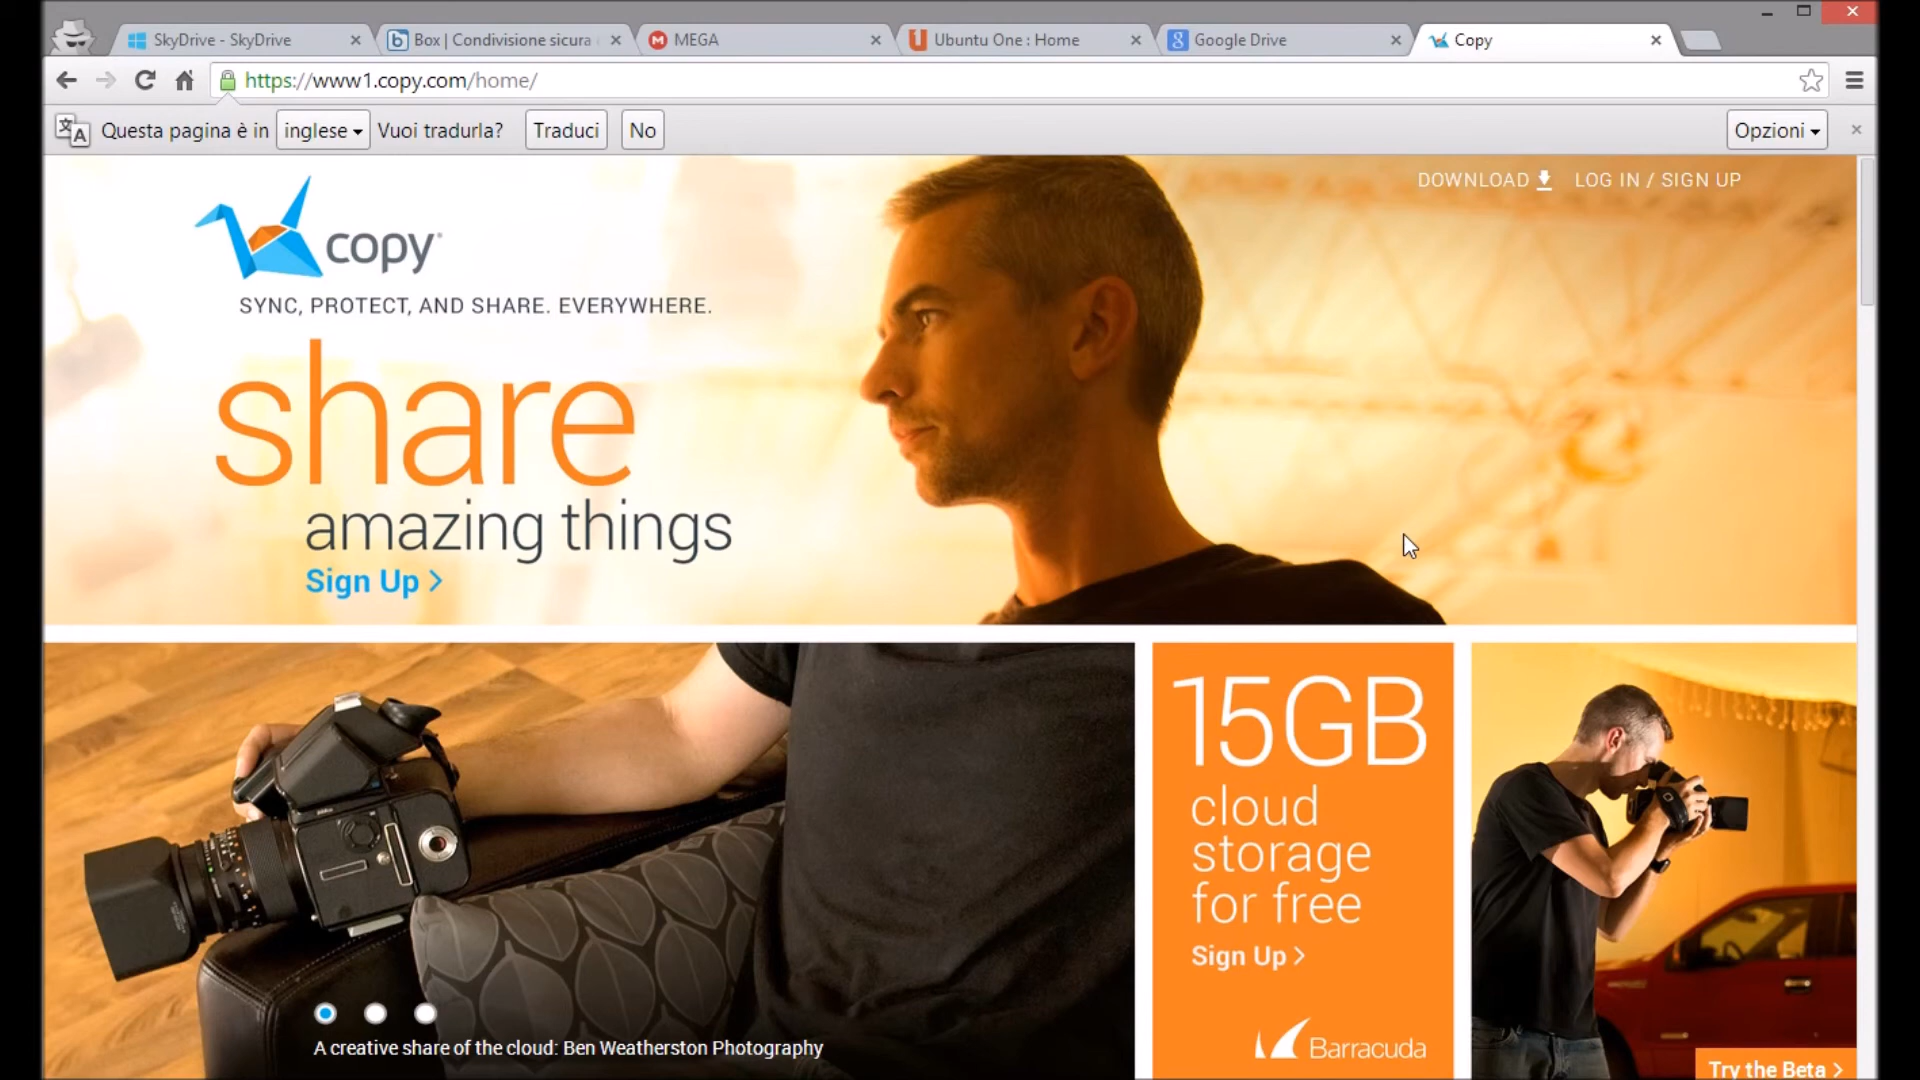 SkyDrive - SkyDrive
Box | Condivisione sicura
MEGA
Ubuntu One : Home
Google Drive
Copy
https://www1.copy.com/home/
Questa pagina è in inglese Vuoi tradurla? Traduci No Opzioni
DOWNLOAD LOG IN / SIGN UP
copy
SYNC, PROTECT, AND SHARE. EVERYWHERE.
share
amazing things
Sign Up >
15GB
cloud
storage
for free
Sign Up >
Barracuda
A creative share of the cloud: Ben Weatherston Photography
Try the Beta >